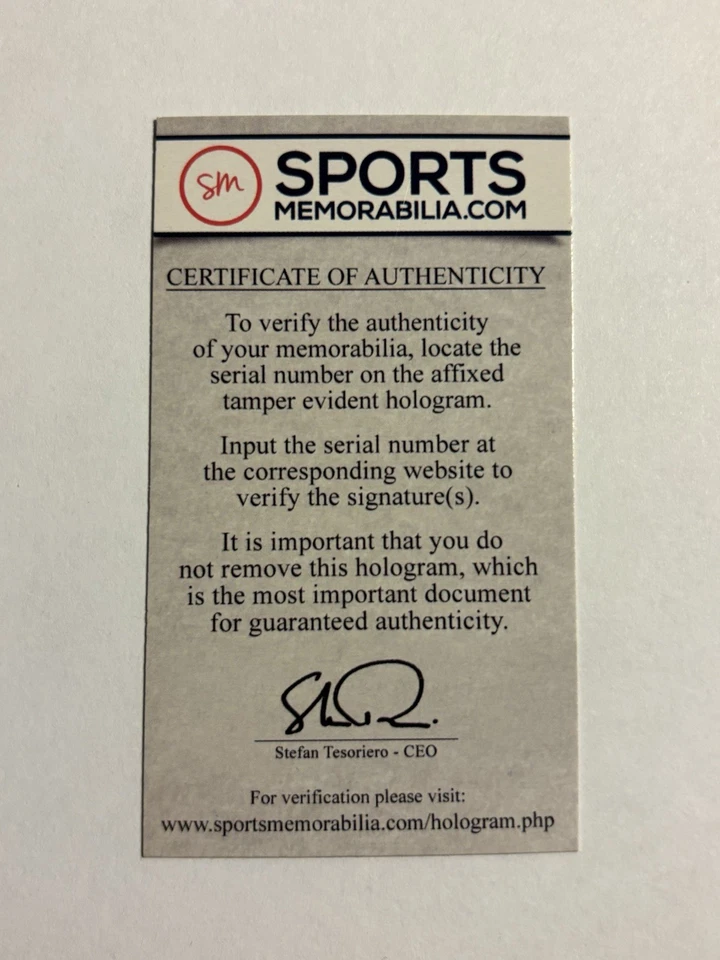 sm
SPORTS
MEMORABILIA.COM
CERTIFICATE OF AUTHENTICITY
To verify the authenticity
of your memorabilia, locate the
serial number on the affixed
tamper evident hologram.
Input the serial number at
the corresponding website to
verify the signature(s).
It is important that you do
not remove this hologram, which
is the most important document
for guaranteed authenticity.
Stefan Tesoriero - CEO
For verification please visit:
www.sportsmemorabilia.com/hologram.php